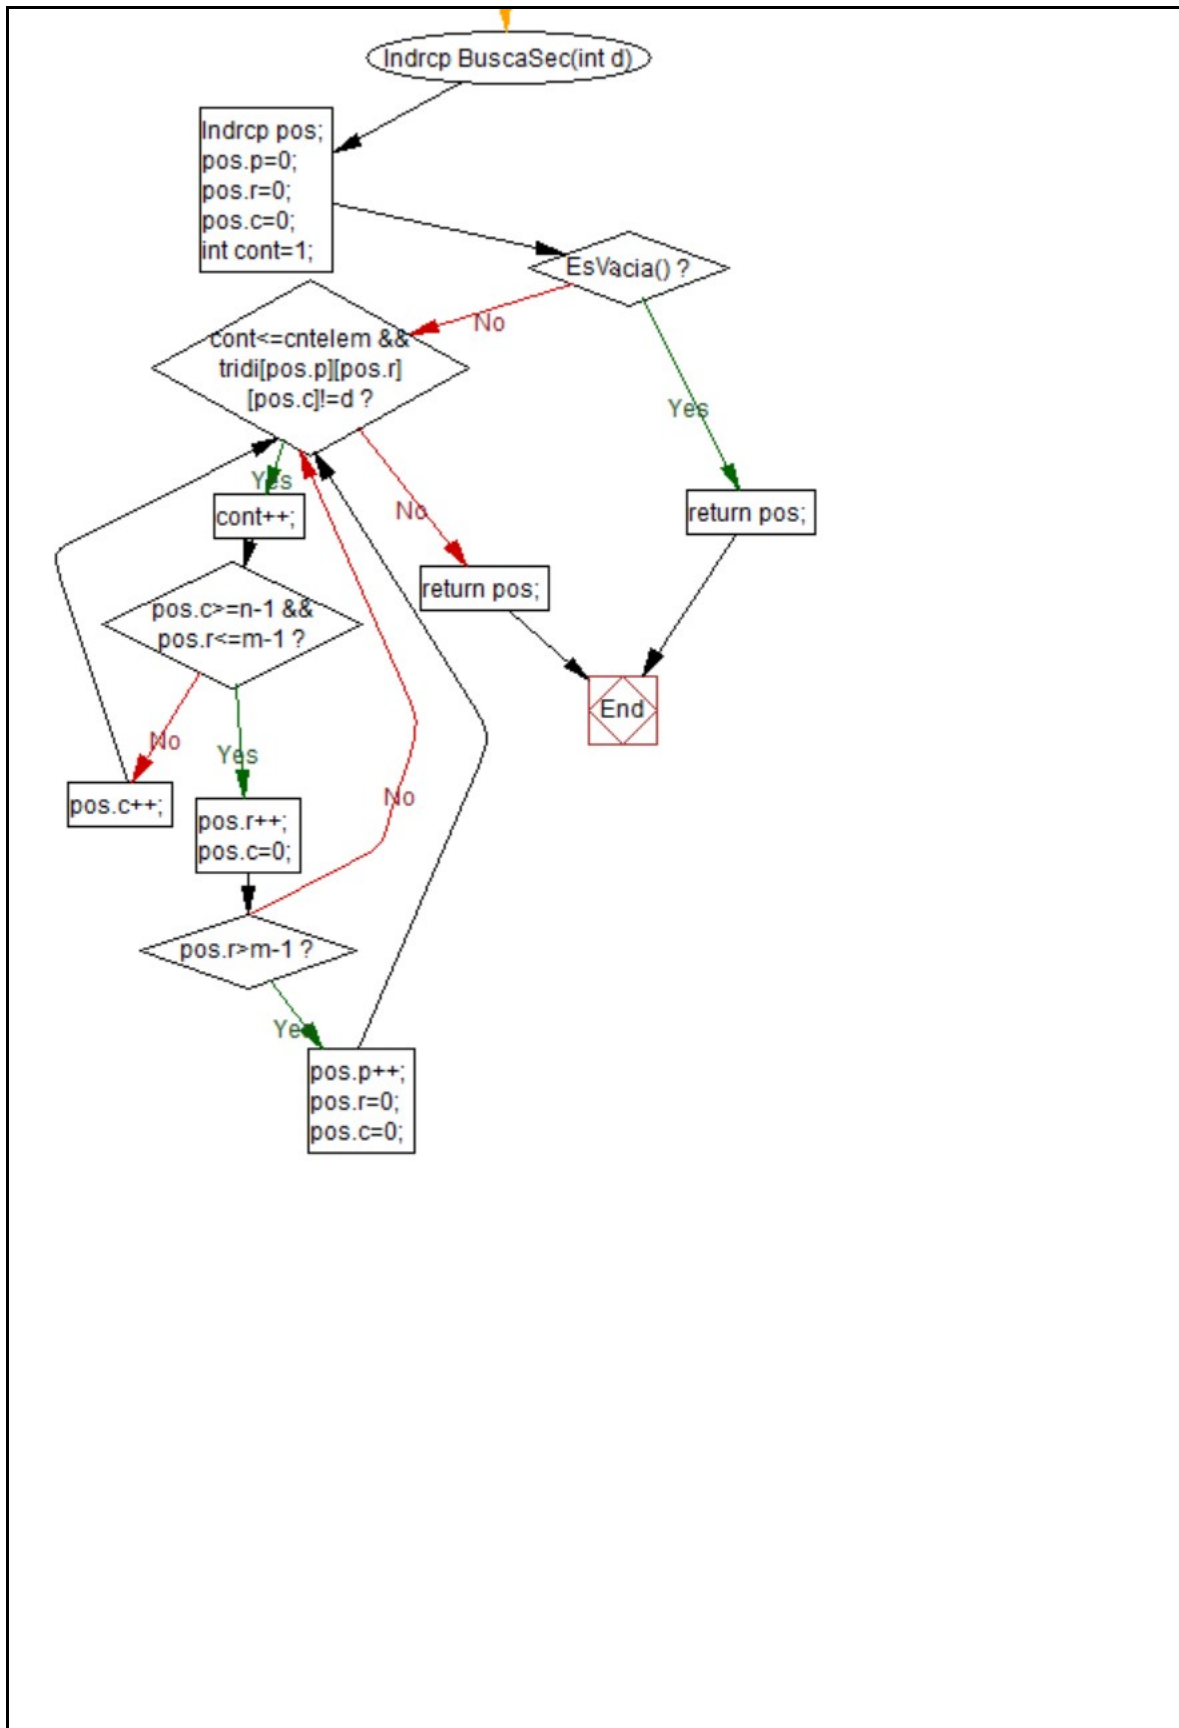 Indrcp BuscaSec(int d)
Indrcp pos;
pos.p=0;
pos.r=0;
pos.c=0;
int cont=1;
EsVacia() ?
No
Yes
cont<=cntelem &&
tridi[pos.p][pos.r]
[pos.c]!=d ?
Yes
No
cont++;
return pos;
return pos;
pos.c>=n-1 &&
pos.r<=m-1 ?
End
No
Yes
pos.c++;
pos.r++;
pos.c=0;
No
pos.r>m-1 ?
Yes
pos.p++;
pos.r=0;
pos.c=0;